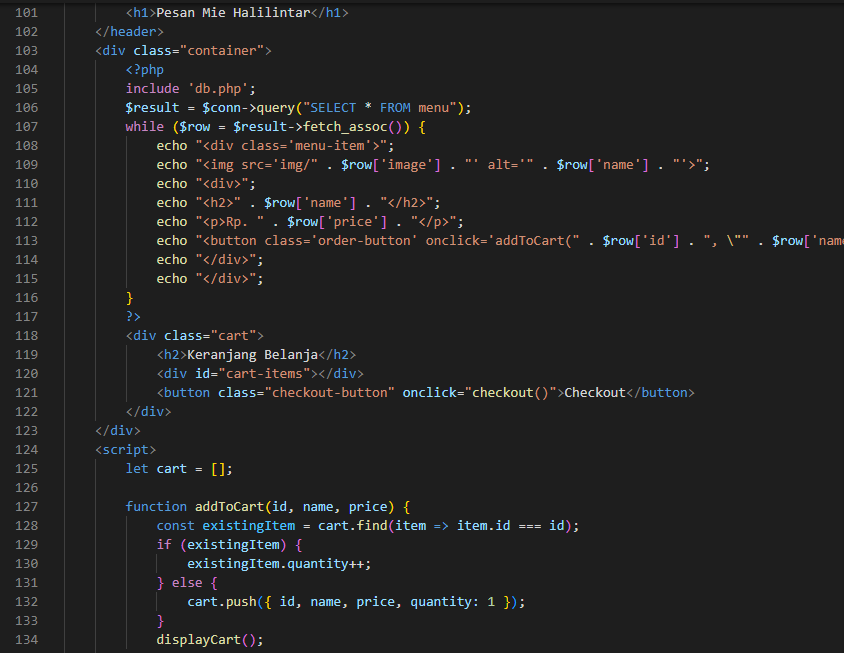 101 <h1>Pesan Mie Halilintar</h1>
102 </header>
103 <div class="container">
104 <?php
105 include 'db.php';
106 $result = $conn->query("SELECT * FROM menu");
107 while ($row = $result->fetch_assoc()) {
108 echo "<div class='menu-item'>";
109 echo "<img src='img/" . $row['image'] . "' alt='" . $row['name'] . "'>";
110 echo "<div>";
111 echo "<h2>" . $row['name'] . "</h2>";
112 echo "<p>Rp. " . $row['price'] . "</p>";
113 echo "<button class='order-button' onclick='addToCart(" . $row['id'] . ", \"" . $row['name
114 echo "</div>";
115 echo "</div>";
116 }
117 ?>
118 <div class="cart">
119 <h2>Keranjang Belanja</h2>
120 <div id="cart-items"></div>
121 <button class="checkout-button" onclick="checkout()">Checkout</button>
122 </div>
123 </div>
124 <script>
125 let cart = [];
126
127 function addToCart(id, name, price) {
128 const existingItem = cart.find(item => item.id === id);
129 if (existingItem) {
130 existingItem.quantity++;
131 } else {
132 cart.push({ id, name, price, quantity: 1 });
133 }
134 displayCart();